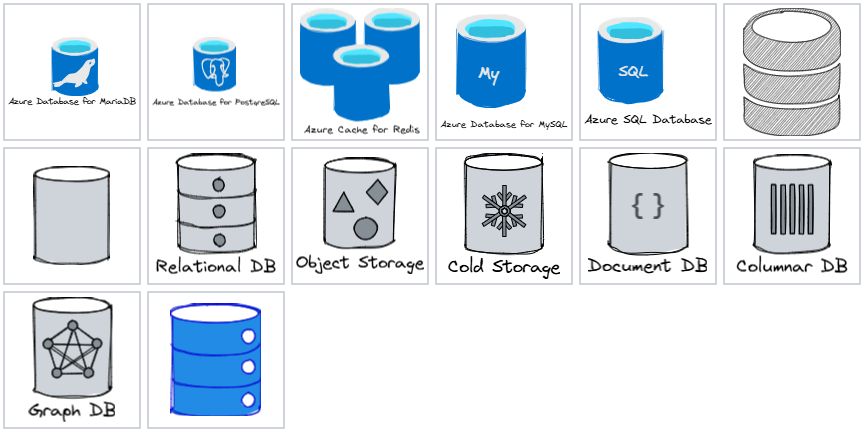 Azure Database for MariaDB
Azure Database for PostgreSQL
Azure Cache for Redis
My
Azure Database for MySQL
SQL
Azure SQL Database
Relational DB
Object Storage
Cold Storage
{ }
Document DB
Columnar DB
Graph DB